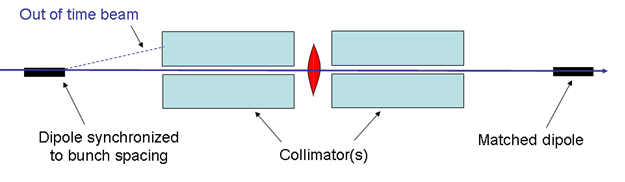 Out of time beam
Dipole synchronized
to bunch spacing
Collimator(s)
Matched dipole